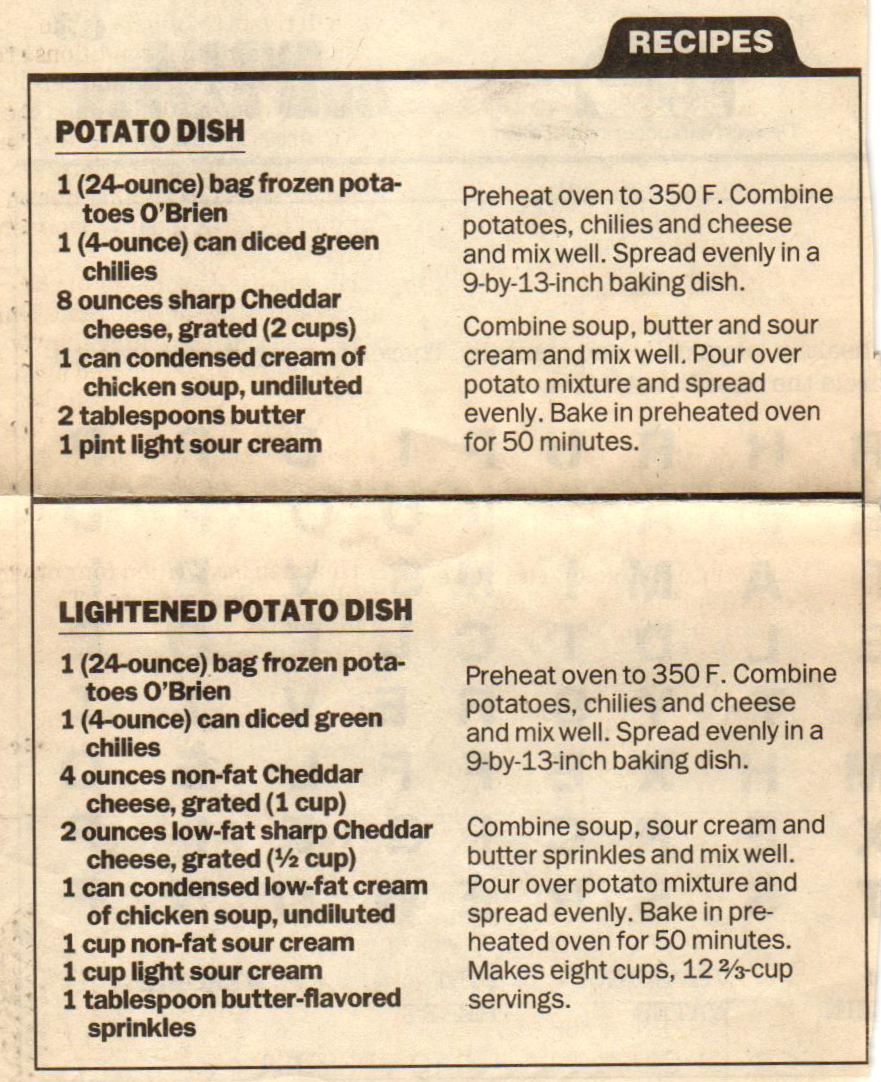 RECIPES
POTATO DISH
1 (24-ounce) bag frozen pota-
toes O'Brien
1 (4-ounce) can diced green
chilies
8 ounces sharp Cheddar
cheese, grated (2 cups)
1 can condensed cream of
chicken soup, undiluted
2 tablespoons butter
1 pint light sour cream
Preheat oven to 350 F. Combine
potatoes, chilies and cheese
and mix well. Spread evenly in a
9-by-13-inch baking dish.
Combine soup, butter and sour
cream and mix well. Pour over
potato mixture and spread
evenly. Bake in preheated oven
for 50 minutes.
LIGHTENED POTATO DISH
1 (24-ounce) bag frozen pota-
toes O'Brien
1 (4-ounce) can diced green
chilies
4 ounces non-fat Cheddar
cheese, grated (1 cup)
2 ounces low-fat sharp Cheddar
cheese, grated (½ cup)
1 can condensed low-fat cream
of chicken soup, undiluted
1 cup non-fat sour cream
1 cup light sour cream
1 tablespoon butter-flavored
sprinkles
Preheat oven to 350 F. Combine
potatoes, chilies and cheese
and mix well. Spread evenly in a
9-by-13-inch baking dish.
Combine soup, sour cream and
butter sprinkles and mix well.
Pour over potato mixture and
spread evenly. Bake in pre-
heated oven for 50 minutes.
Makes eight cups, 12 ⅔-cup
servings.